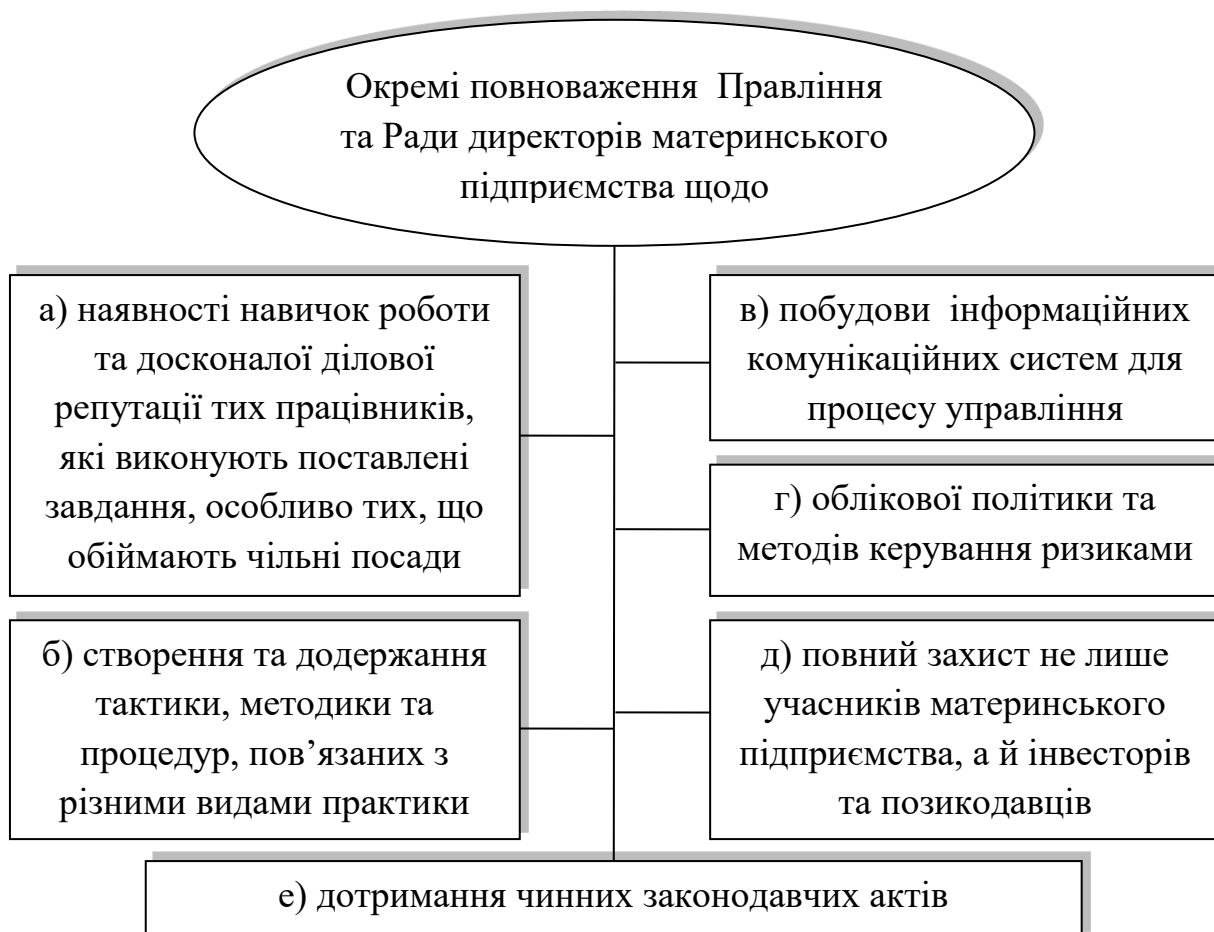 Окремі повноваження Правління
та Ради директорів материнського
підприємства щодо
а) наявності навичок роботи
та досконалої ділової
репутації тих працівників,
які виконують поставлені
завдання, особливо тих, що
обіймають чільні посади
б) створення та додержання
тактики, методики та
процедур, пов’язаних з
різними видами практики
в) побудови інформаційних
комунікаційних систем для
процесу управління
г) облікової політики та
методів керування ризиками
д) повний захист не лише
учасників материнського
підприємства, а й інвесторів
та позикодавців
е) дотримання чинних законодавчих актів